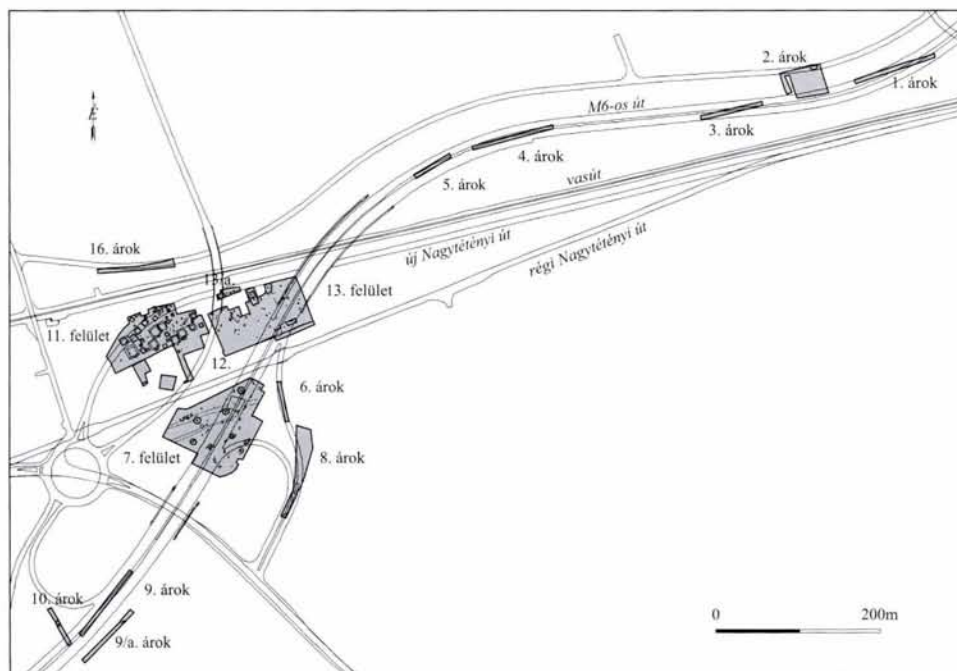 2. árok
1. árok
É
M6-os út
3. árok
4. árok
5. árok
vasút
16. árok
új Nagytétényi út
régi Nagytétényi út
13/a.
13. felület
11. felület
12.
6. árok
7. felület
8. árok
9. árok
10. árok
9/a. árok
0 200m